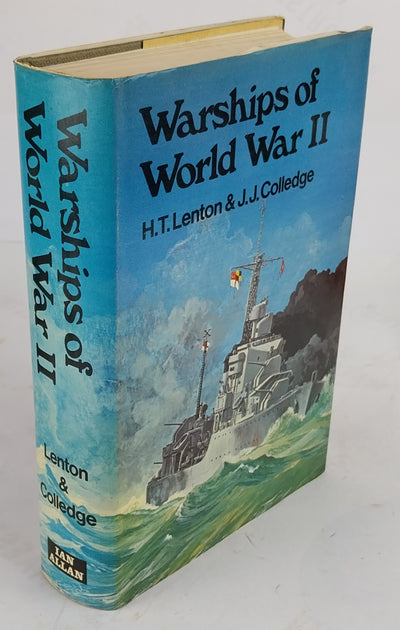 Warships of
World War II
H.T. Lenton & J.J. Colledge
Warships of
World War II
Lenton
&
Colledge
IAN
ALLAN